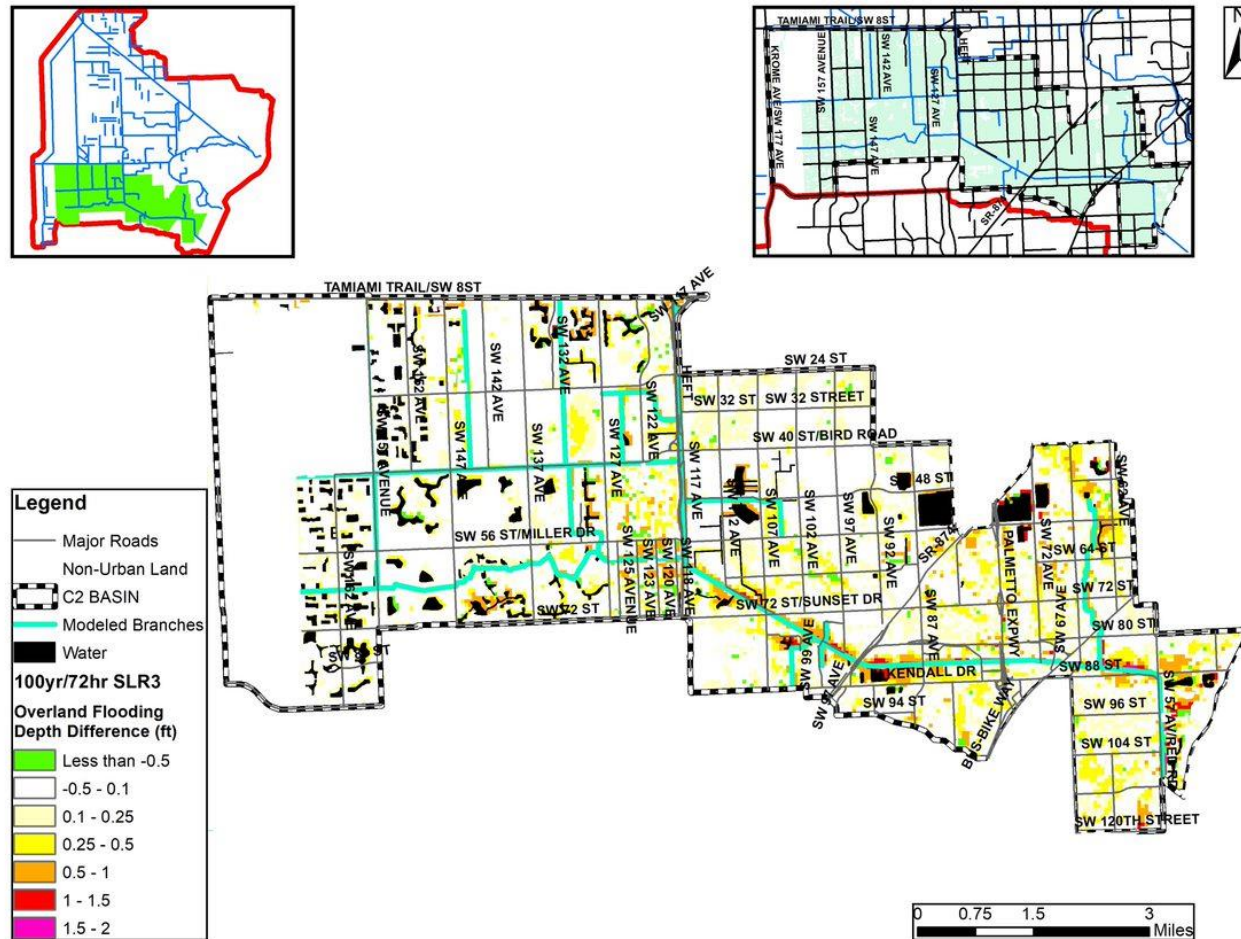 TAMIAMI TRAIL/SW 8ST
KROME AVE/SW 177 AVE
SW 157 AVENUE
SW 142 AVE
SW 147 AVE
SW 127 AVE
HEFT
SR-874
N
TAMIAMI TRAIL/SW 8ST
SW 132 AVE
SW 142 AVE
SW 147 AVE
SW 137 AVE
SW 127 AVE
SW 122 AVE
HEFT
SW 24 ST
SW 32 ST
SW 32 STREET
SW 40 ST/BIRD ROAD
SW 117 AVE
SW 107 AVE
SW 102 AVE
SW 97 AVE
SW 92 AVE
SR-874
PALMETTO EXPWY
SW 72 AVE
SW 64 ST
SW 72 ST
SW 67 AVE
SW 80 ST
SW 56 ST/MILLER DR
SW 125 AVENUE
SW 122 AVE
SW 120 AVE
SW 118 AVE
SW 72 ST
SW 72 ST/SUNSET DR
SW 99 AVE
SW 87 AVE
KENDALL DR
SW 88 ST
SW 94 ST
SW 96 ST
SW 104 ST
SW 57 AV/RED RD
SW 120TH STREET
Legend
Major Roads
Non-Urban Land
C2 BASIN
Modeled Branches
Water
100yr/72hr SLR3
Overland Flooding
Depth Difference (ft)
Less than -0.5
-0.5 - 0.1
0.1 - 0.25
0.25 - 0.5
0.5 - 1
1 - 1.5
1.5 - 2
0 0.75 1.5 3
Miles